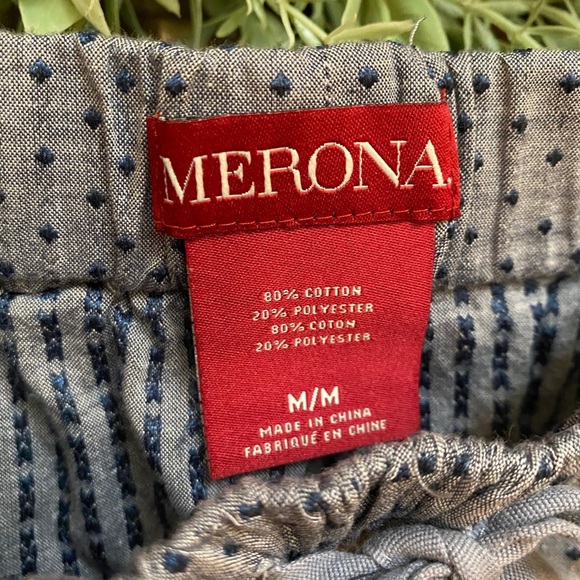 MERONA.
80% COTTON
20% POLYESTER
80% COTON
20% POLYESTER
M/M
MADE IN CHINA
FABRIQUÉ EN CHINE